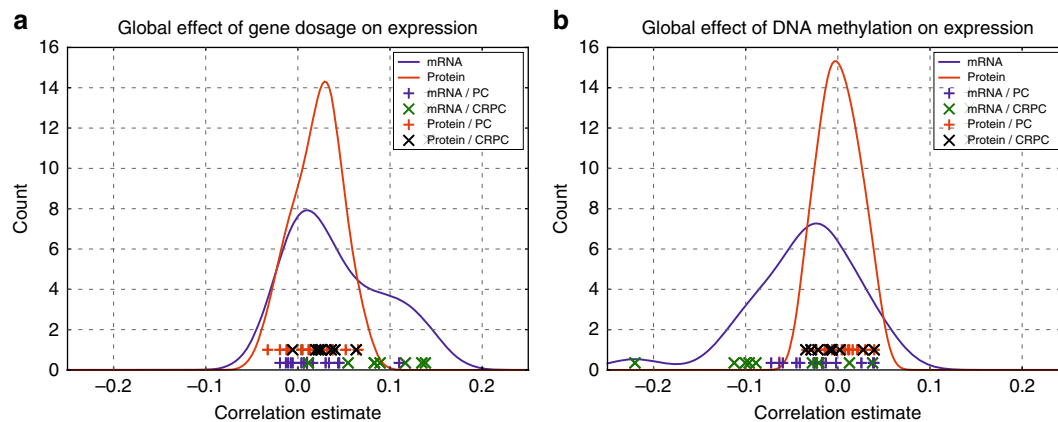 a
Global effect of gene dosage on expression
16
14
12
10
8
6
4
2
0
Count
mRNA
Protein
mRNA / PC
mRNA / CRPC
Protein / PC
Protein / CRPC
−0.2
−0.1
0.0
0.1
0.2
Correlation estimate
b
Global effect of DNA methylation on expression
16
14
12
10
8
6
4
2
0
Count
mRNA
Protein
mRNA / PC
mRNA / CRPC
Protein / PC
Protein / CRPC
−0.2
−0.1
0.0
0.1
0.2
Correlation estimate